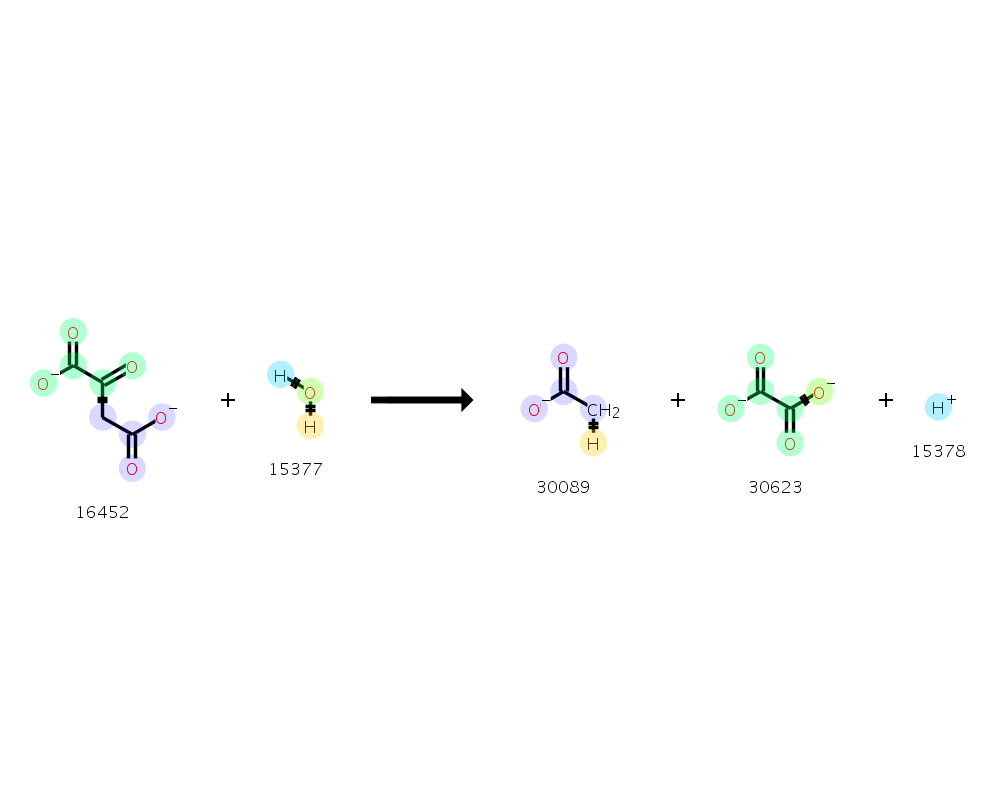 O
O
O⁻
O⁻
O
16452
+
H
O
H
15377
O
O⁻
CH₂
H
30089
+
O
O⁻
O⁻
O
30623
+
H⁺
15378